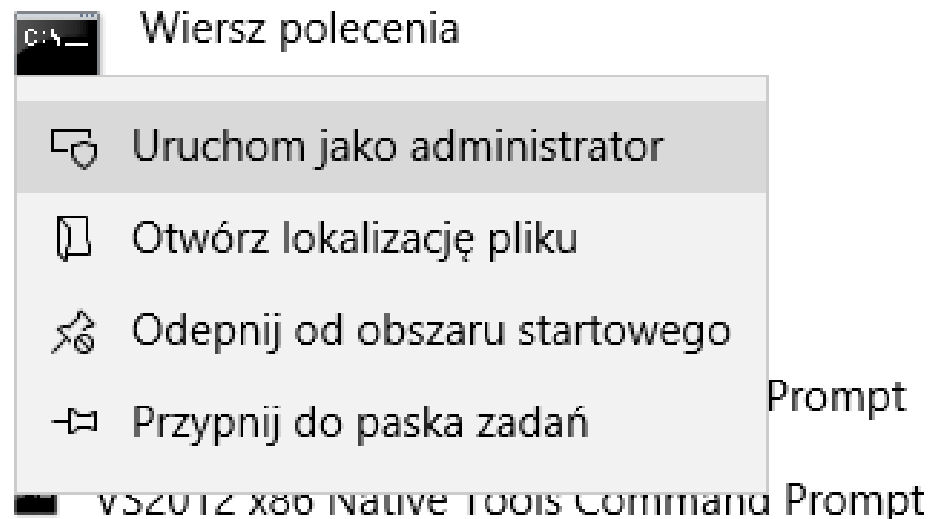 C:\_
Wiersz polecenia
Uruchom jako administrator
Otwórz lokalizację pliku
Odepnij od obszaru startowego
Prompt
Przypnij do paska zadań
VS2012 x86 Native Tools Command Prompt